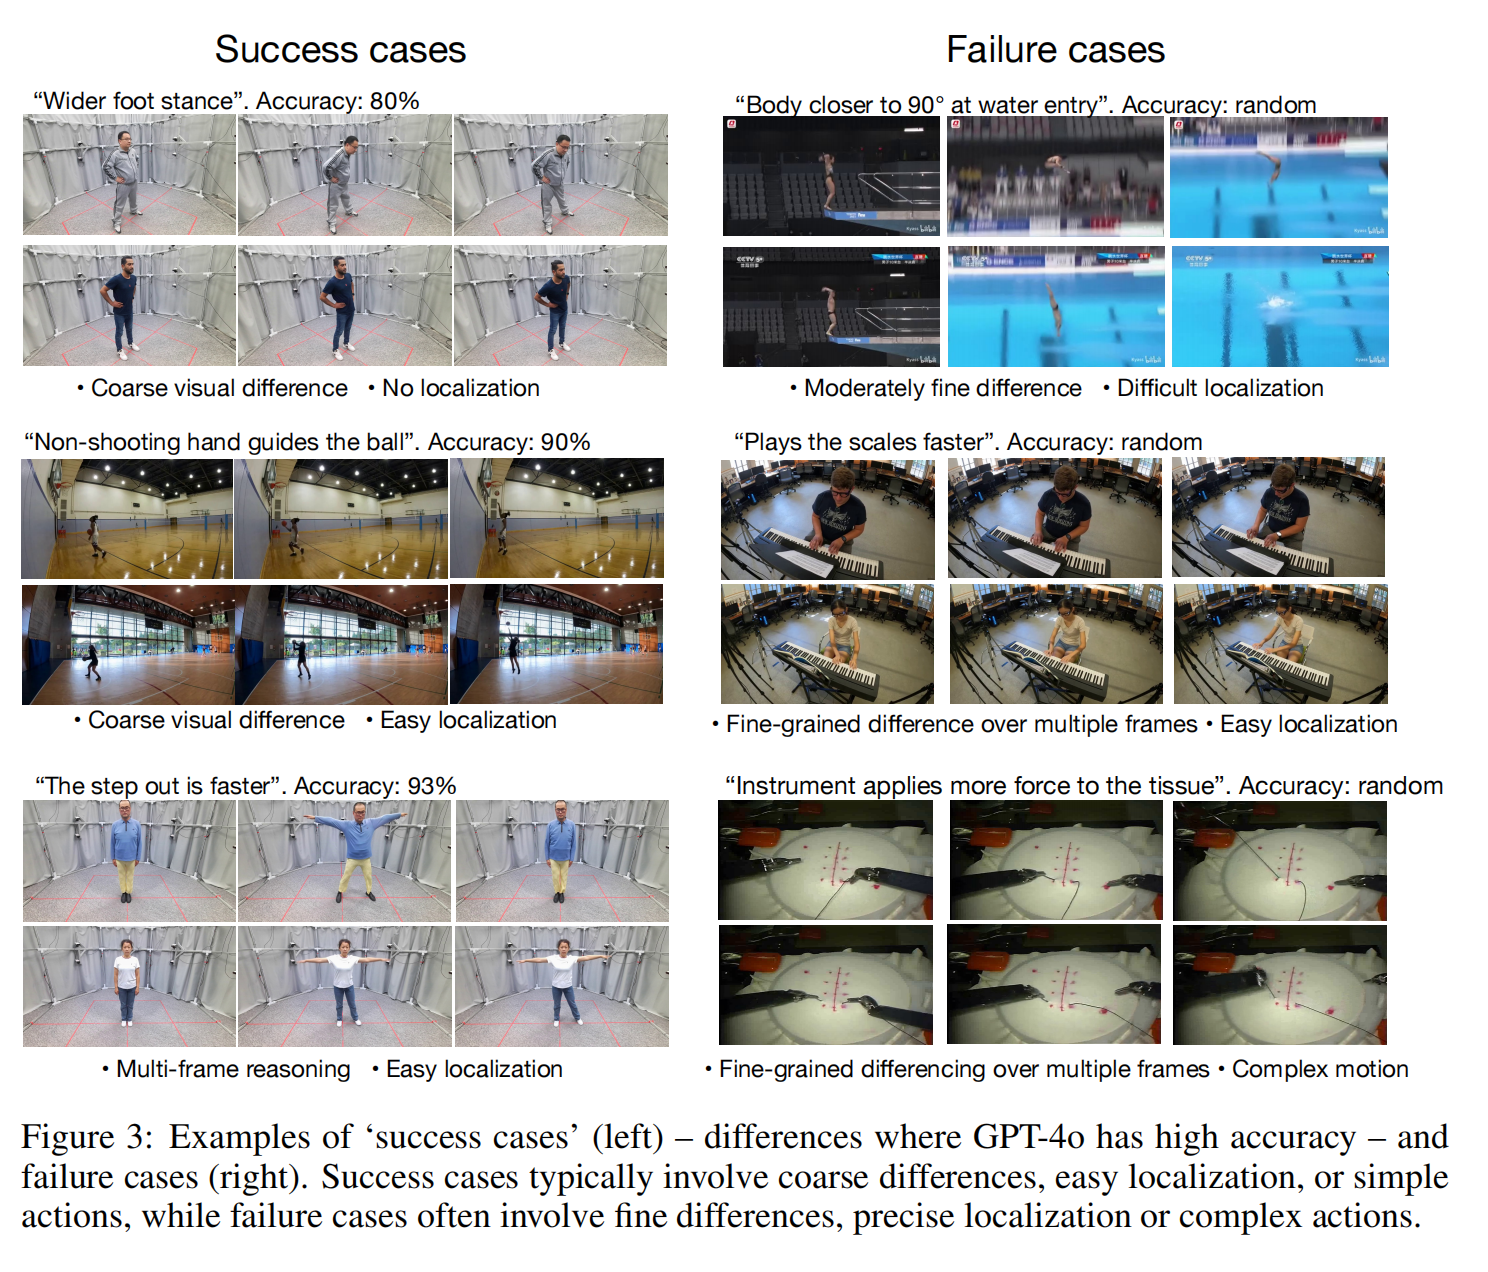 Success cases
“Wider foot stance”. Accuracy: 80%
• Coarse visual difference • No localization
“Non-shooting hand guides the ball”. Accuracy: 90%
• Coarse visual difference • Easy localization
“The step out is faster”. Accuracy: 93%
• Multi-frame reasoning • Easy localization
Failure cases
“Body closer to 90° at water entry”. Accuracy: random
• Moderately fine difference • Difficult localization
“Plays the scales faster”. Accuracy: random
• Fine-grained difference over multiple frames • Easy localization
“Instrument applies more force to the tissue”. Accuracy: random
• Fine-grained differencing over multiple frames • Complex motion
Figure 3: Examples of ‘success cases’ (left) – differences where GPT-4o has high accuracy – and
failure cases (right). Success cases typically involve coarse differences, easy localization, or simple
actions, while failure cases often involve fine differences, precise localization or complex actions.